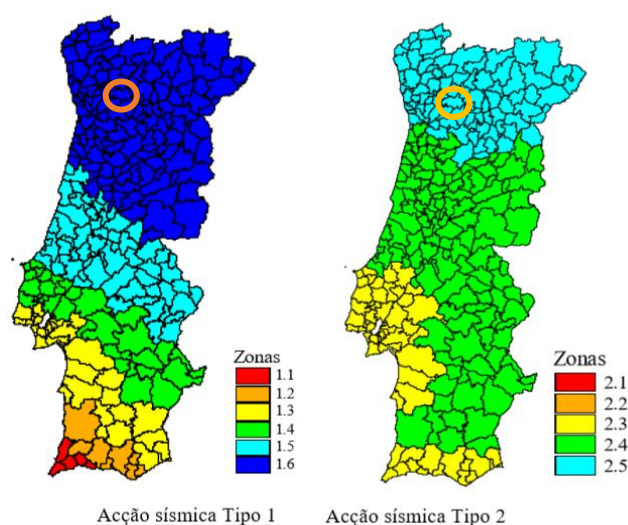 Zonas
1.1
1.2
1.3
1.4
1.5
1.6
Acção sísmica Tipo 1
Zonas
2.1
2.2
2.3
2.4
2.5
Acção sísmica Tipo 2